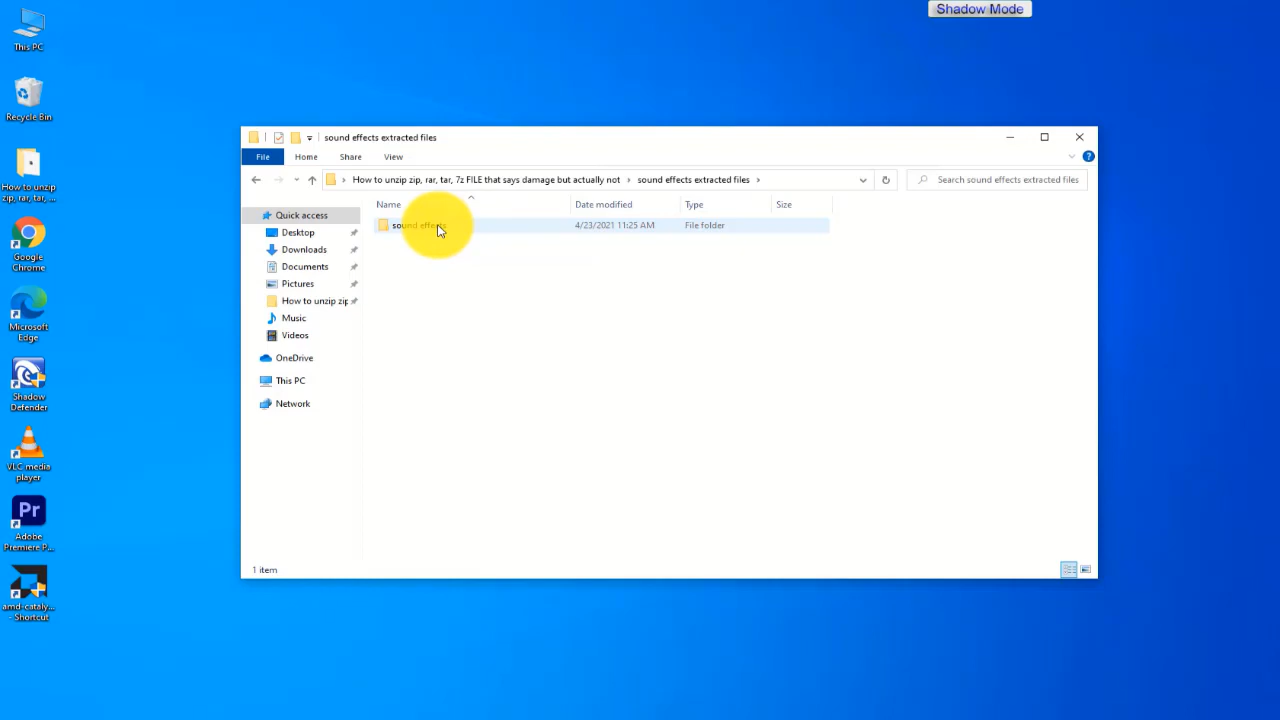 Shadow Mode
This PC
Recycle Bin
How to unzip
zip, rar, tar, ...
Google
Chrome
Microsoft
Edge
Shadow
Defender
VLC media
player
Pr
Adobe
Premiere P...
amd-cataly...
- Shortcut
sound effects extracted files
File Home Share View
How to unzip zip, rar, tar, 7z FILE that says damage but actually not sound effects extracted files
Search sound effects extracted files
Name Date modified Type Size
sound effects 4/23/2021 11:25 AM File folder
Quick access
Desktop
Downloads
Documents
Pictures
How to unzip zip
Music
Videos
OneDrive
This PC
Network
1 item